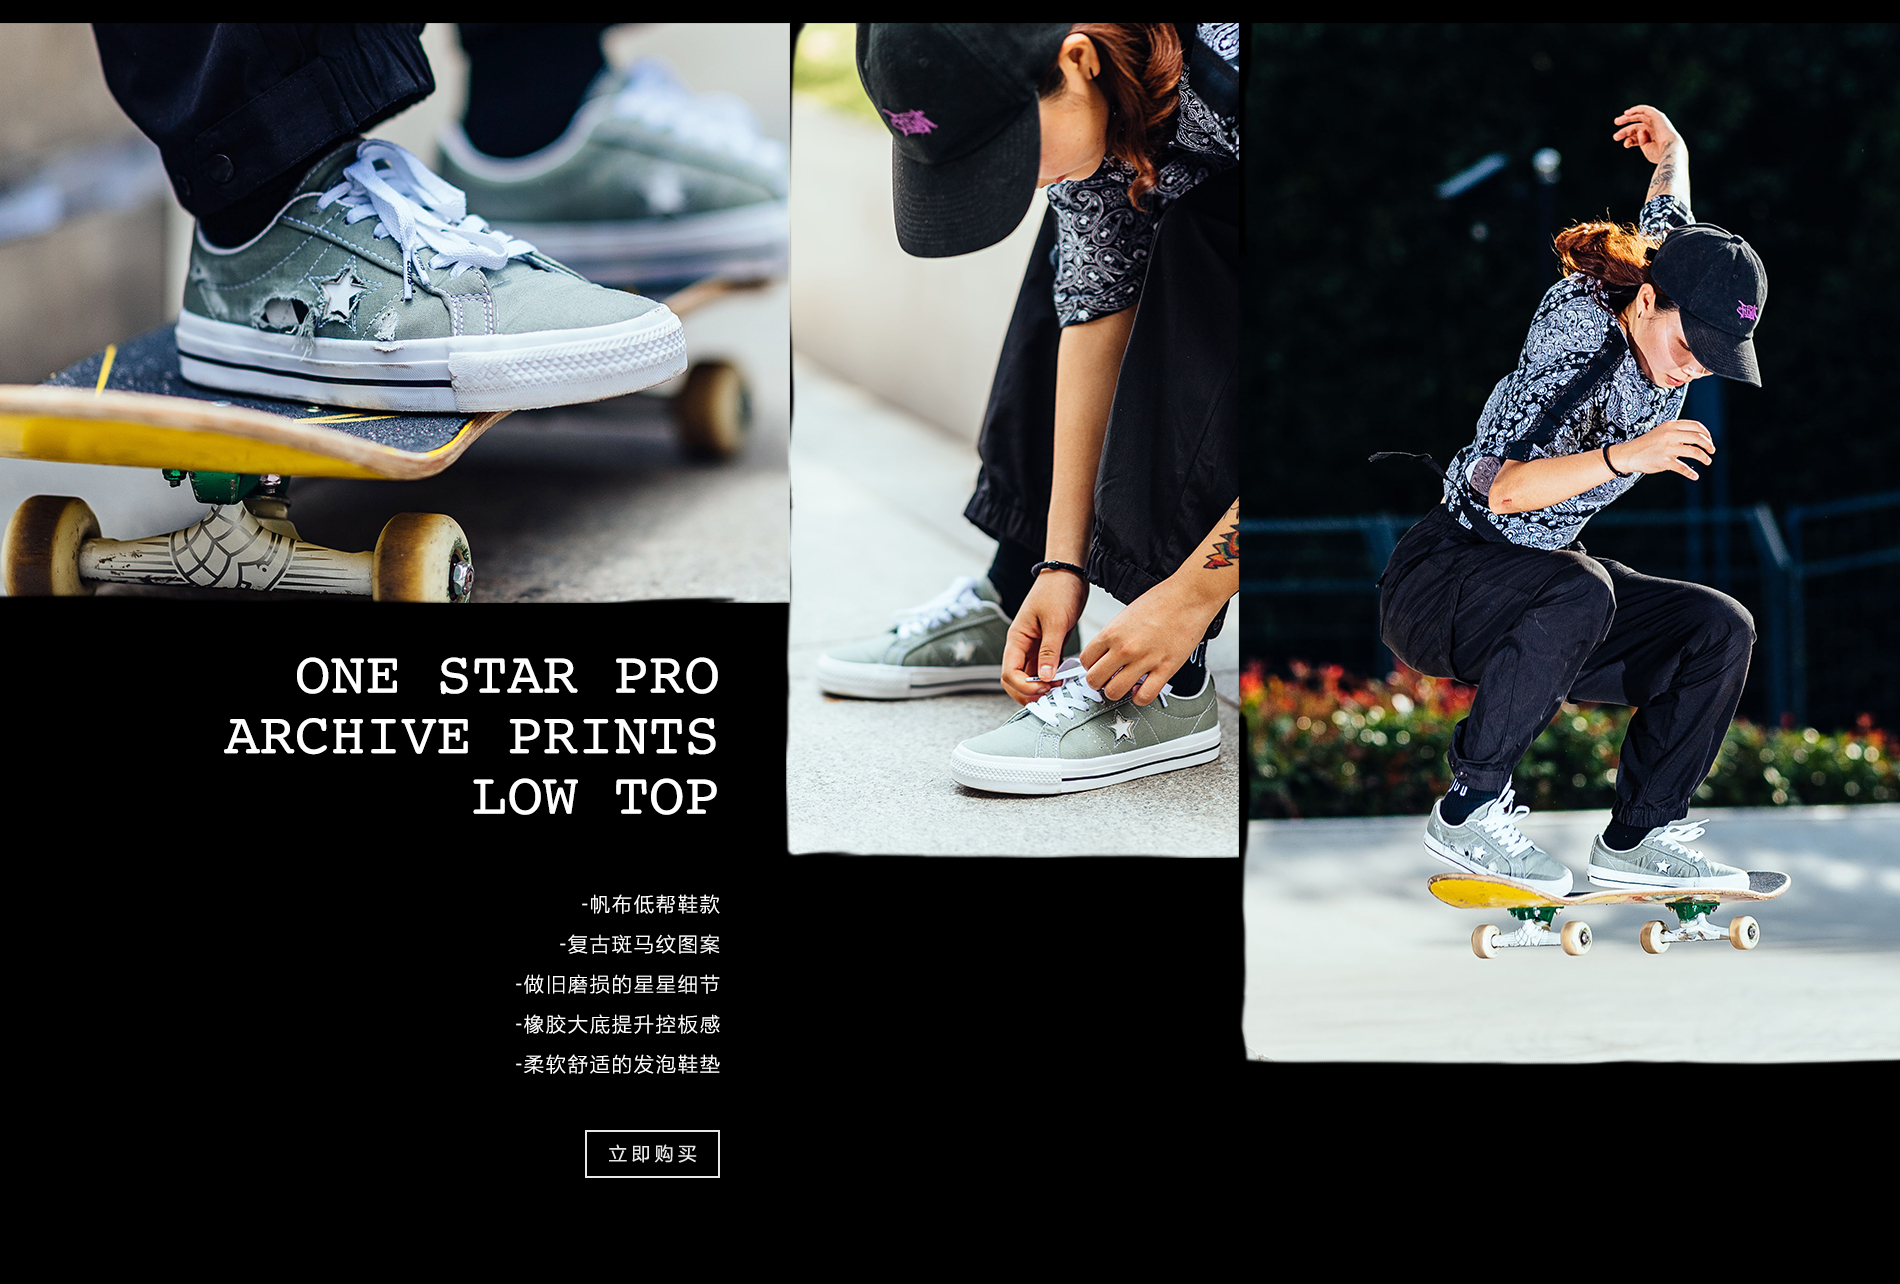 ONE STAR PRO
ARCHIVE PRINTS
LOW TOP
-帆布低帮鞋款
-复古斑马纹图案
-做旧磨损的星星细节
-橡胶大底提升控板感
-柔软舒适的发泡鞋垫
立即购买